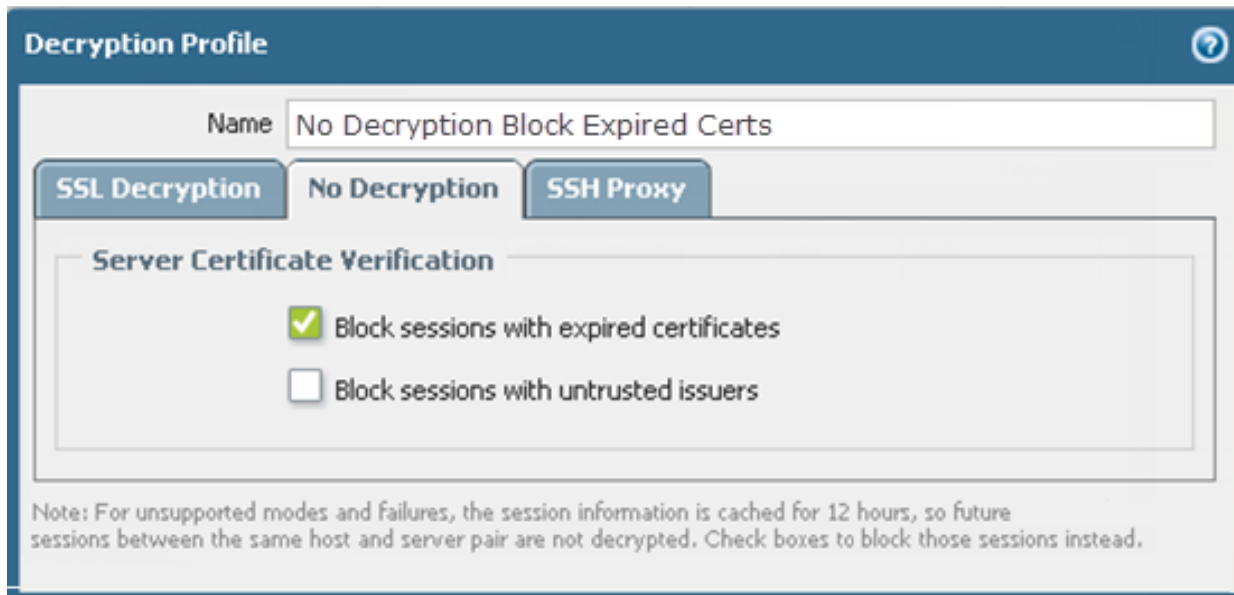 Decryption Profile
?
Name No Decryption Block Expired Certs
SSL Decryption No Decryption SSH Proxy
Server Certificate Verification
Block sessions with expired certificates
Block sessions with untrusted issuers
Note: For unsupported modes and failures, the session information is cached for 12 hours, so future
sessions between the same host and server pair are not decrypted. Check boxes to block those sessions instead.